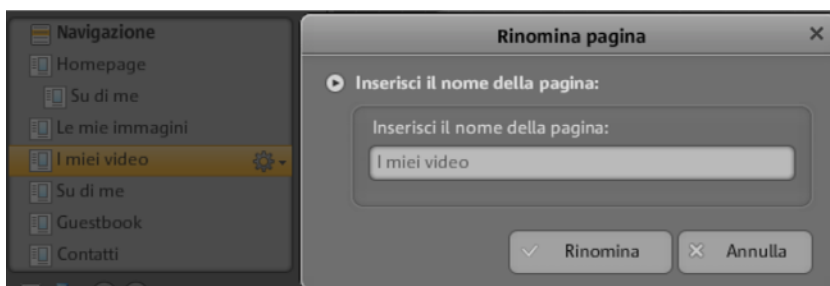 Navigazione
Homepage
Su di me
Le mie immagini
I miei video
Su di me
Guestbook
Contatti
Rinomina pagina
Inserisci il nome della pagina:
Inserisci il nome della pagina:
I miei video
Rinomina
Annulla